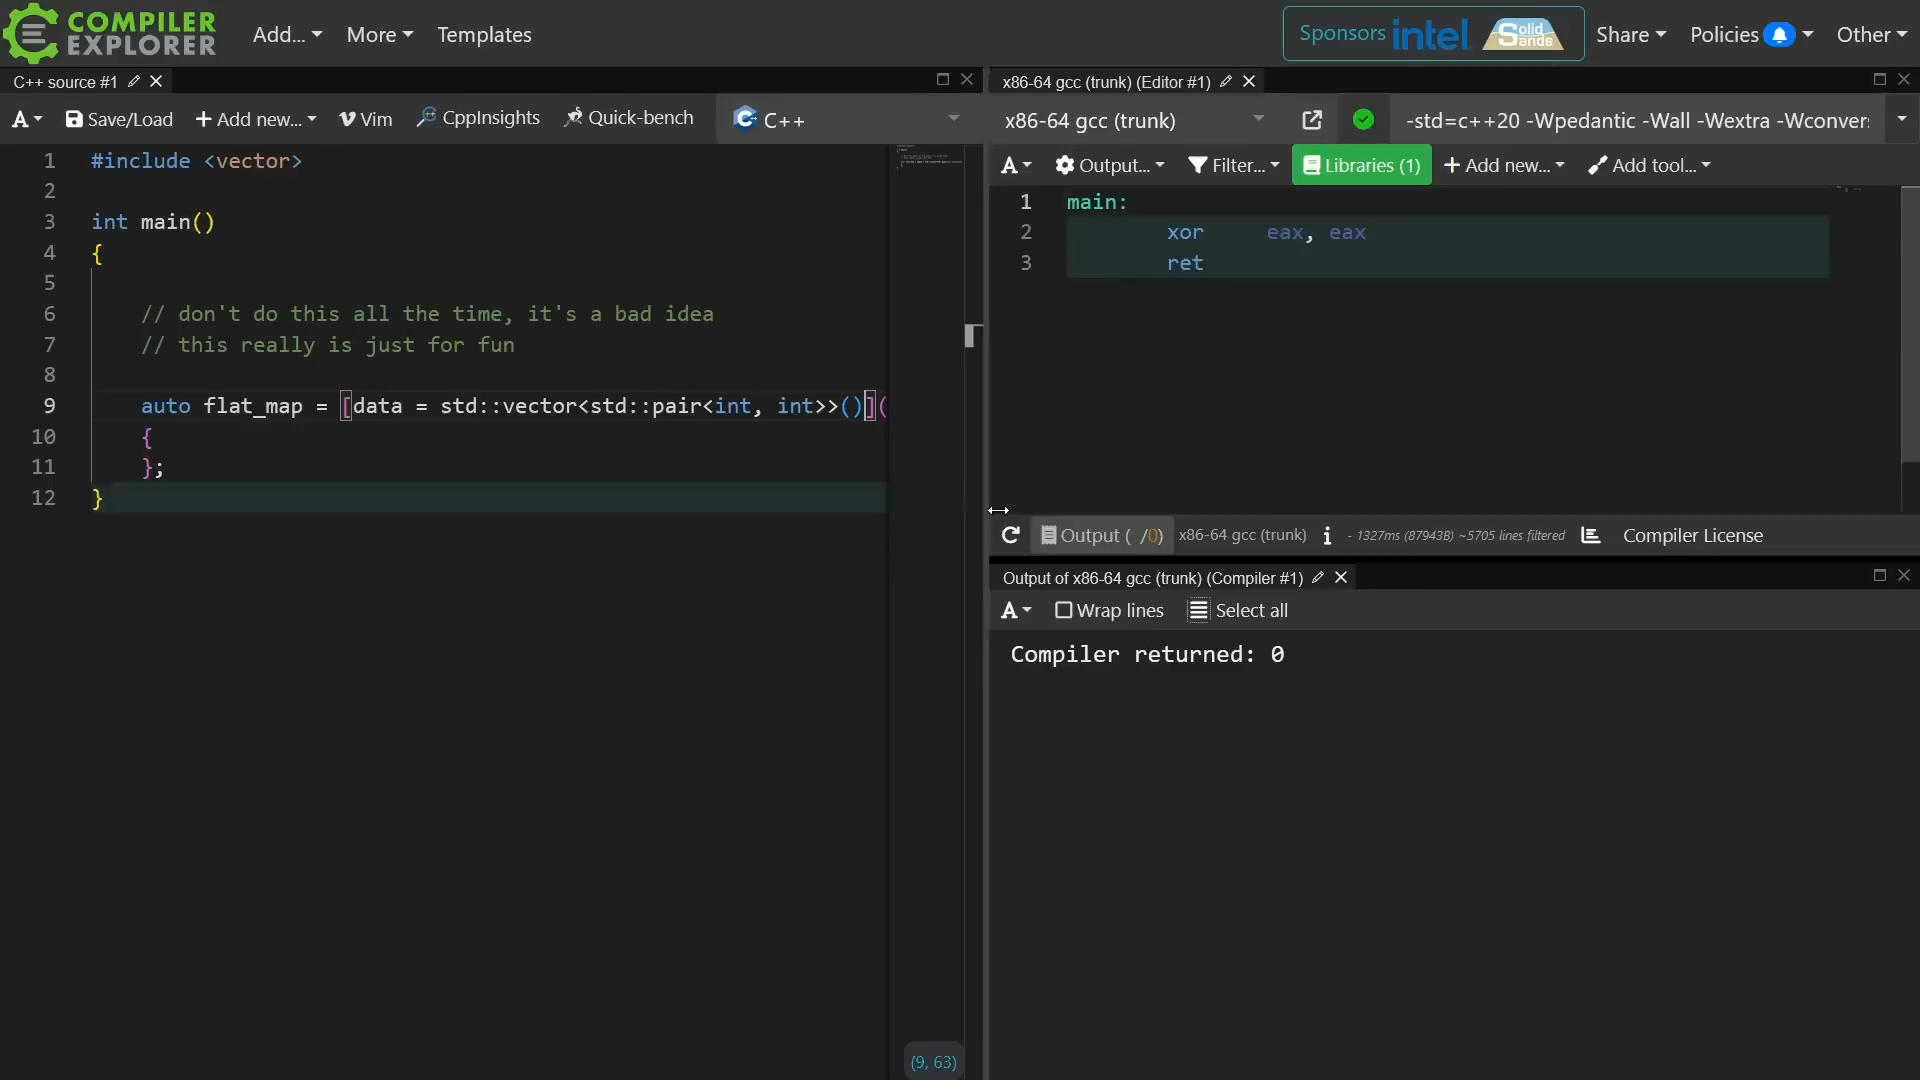 COMPILER
EXPLORER
Add...
More
Templates
Sponsors intel Solid Sands
Share
Policies
Other
C++ source #1
A
Save/Load
Add new...
Vim
CppInsights
Quick-bench
C++
1 #include <vector>
2
3 int main()
4 {
5
6 // don't do this all the time, it's a bad idea
7 // this really is just for fun
8
9 auto flat_map = [data = std::vector<std::pair<int, int>>()](
10 {
11 };
12 }
(9, 63)
x86-64 gcc (trunk) (Editor #1)
x86-64 gcc (trunk)
-std=c++20 -Wpedantic -Wall -Wextra -Wconver
A
Output...
Filter...
Libraries (1)
Add new...
Add tool...
1 main:
2 xor eax, eax
3 ret
Output ( /0)
x86-64 gcc (trunk)
i
- 1327ms (87943B) ~5705 lines filtered
Compiler License
Output of x86-64 gcc (trunk) (Compiler #1)
A
Wrap lines
Select all
Compiler returned: 0